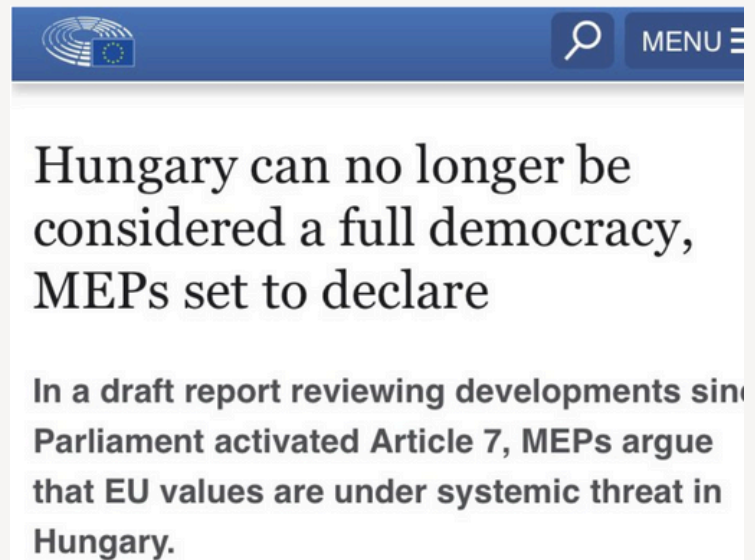 MENU
Hungary can no longer be
considered a full democracy,
MEPs set to declare
In a draft report reviewing developments
Parliament activated Article 7, MEPs argue
that EU values are under systemic threat in
Hungary.